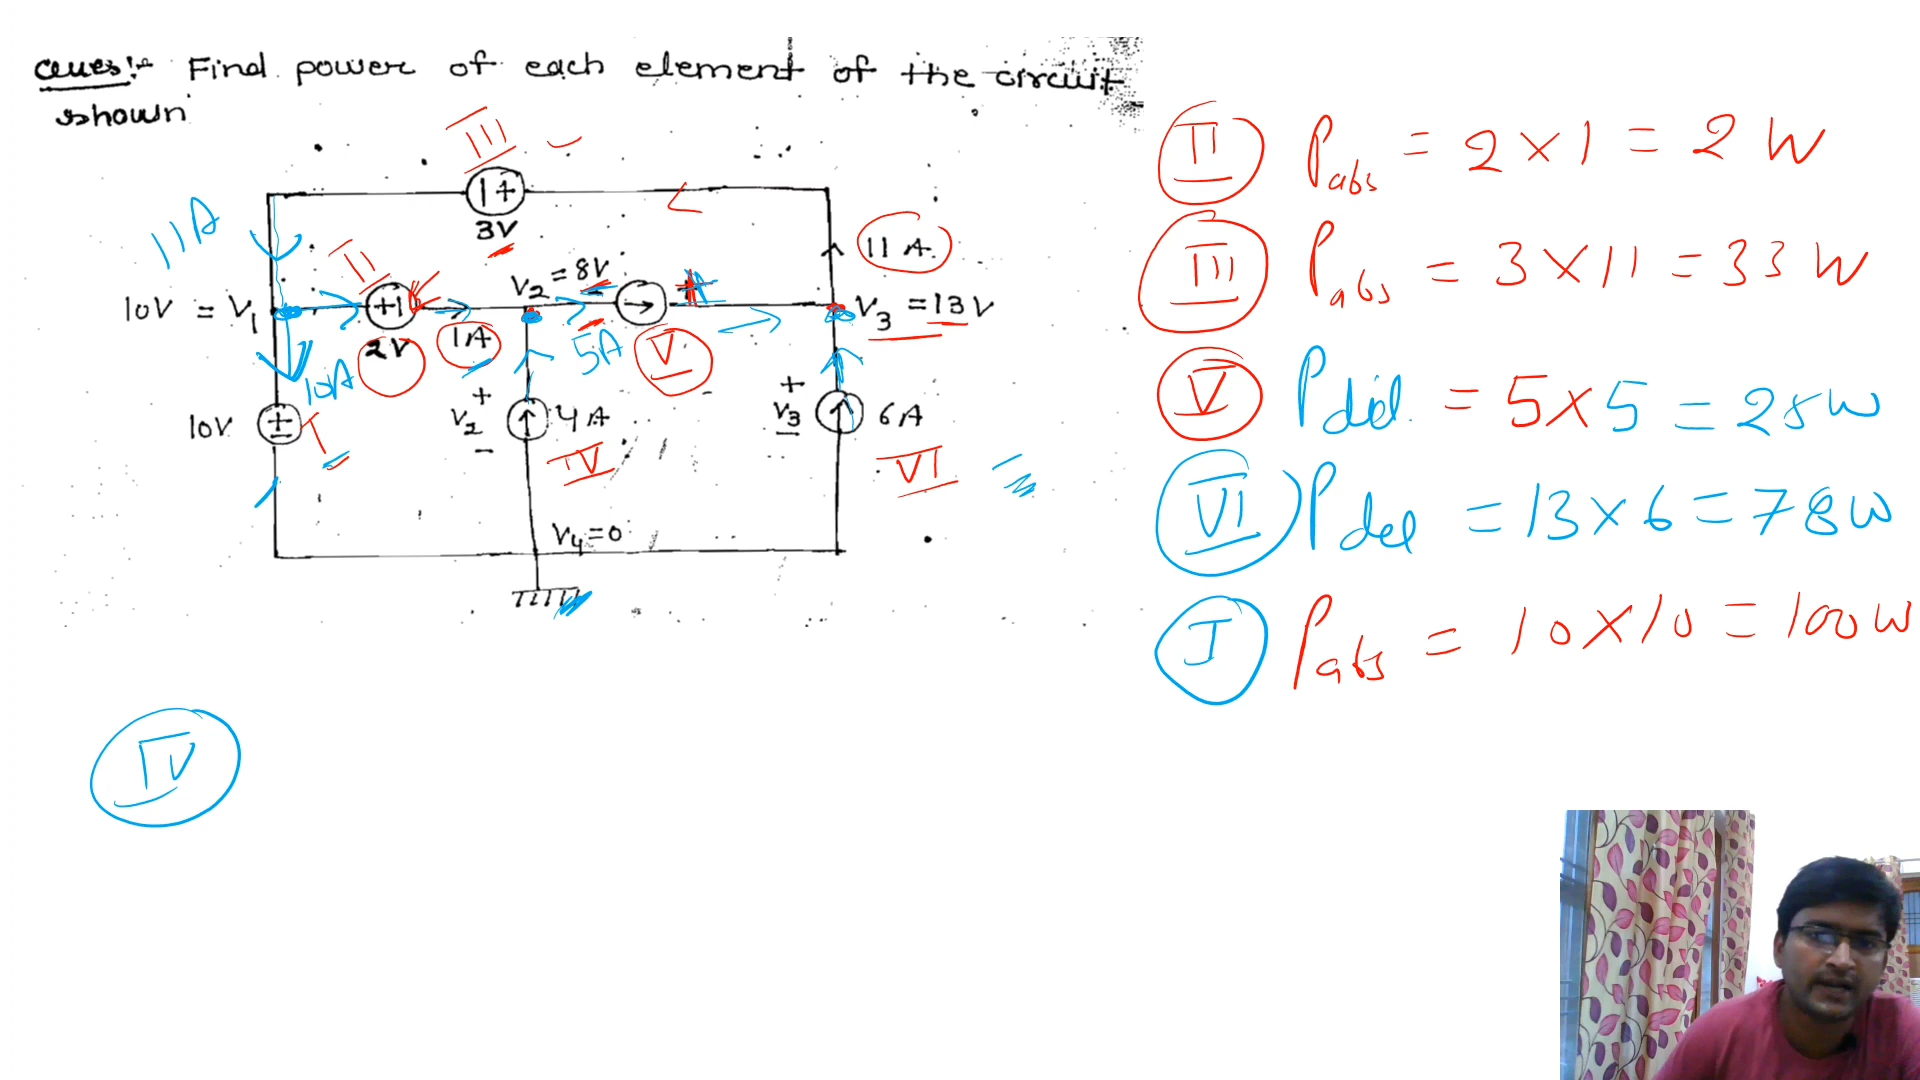 Ques:- Find power of each element of the circuit
shown
III
1+
3V
11A
11 A
II
V2 = 8V
10V = V1
+1
2V
1A
5A
V
V3 = 13V
10A
10V
+
I
+
V2
-
4A
IV
+
V3
6A
VI
V4=0
II Pabs = 2 × 1 = 2 W
III Pabs = 3 × 11 = 33 W
V Pdel = 5 × 5 = 25 W
VI Pdel = 13 × 6 = 78 W
I Pabs = 10 × 10 = 100 W
IV